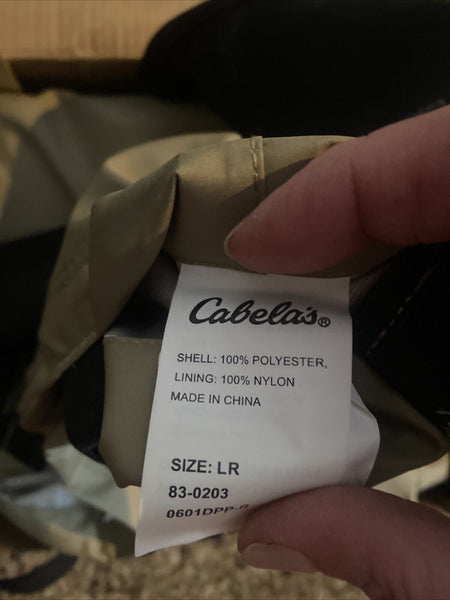 Cabela's®
SHELL: 100% POLYESTER,
LINING: 100% NYLON
MADE IN CHINA
SIZE: LR
83-0203